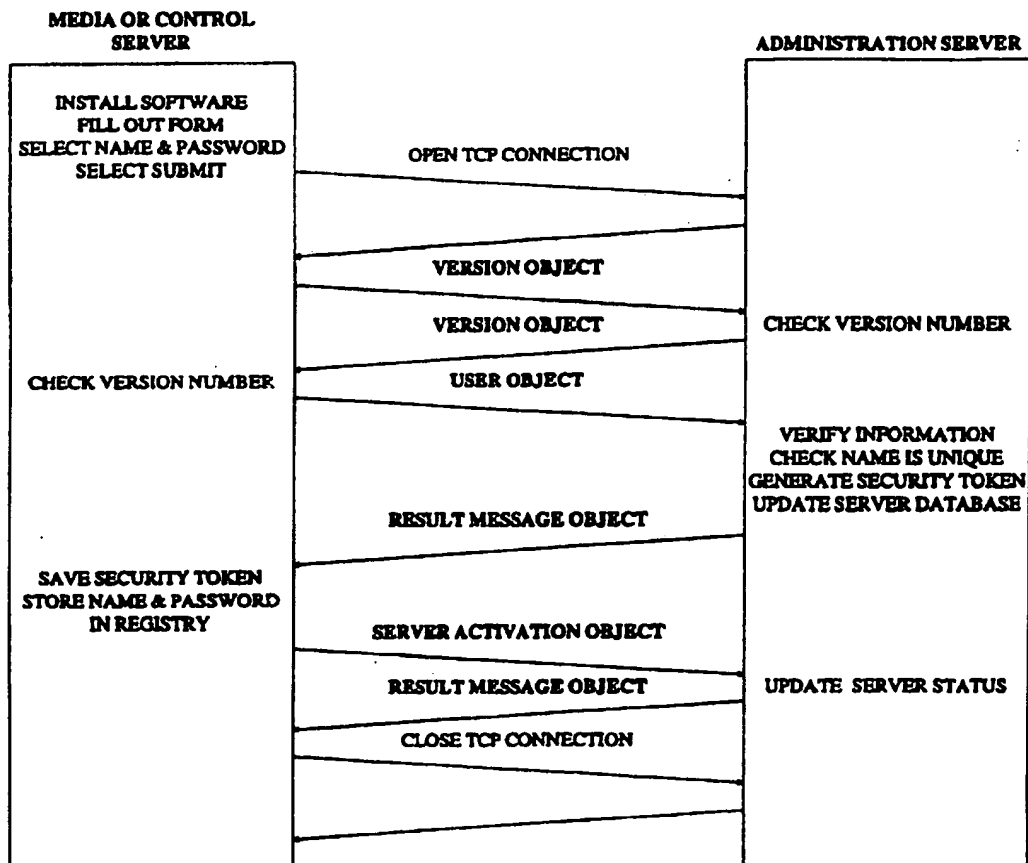 MEDIA OR CONTROL
SERVER
ADMINISTRATION SERVER
INSTALL SOFTWARE
FILL OUT FORM
SELECT NAME & PASSWORD
SELECT SUBMIT
OPEN TCP CONNECTION
VERSION OBJECT
VERSION OBJECT
CHECK VERSION NUMBER
CHECK VERSION NUMBER
USER OBJECT
VERIFY INFORMATION
CHECK NAME IS UNIQUE
GENERATE SECURITY TOKEN
UPDATE SERVER DATABASE
RESULT MESSAGE OBJECT
SAVE SECURITY TOKEN
STORE NAME & PASSWORD
IN REGISTRY
SERVER ACTIVATION OBJECT
RESULT MESSAGE OBJECT
UPDATE SERVER STATUS
CLOSE TCP CONNECTION